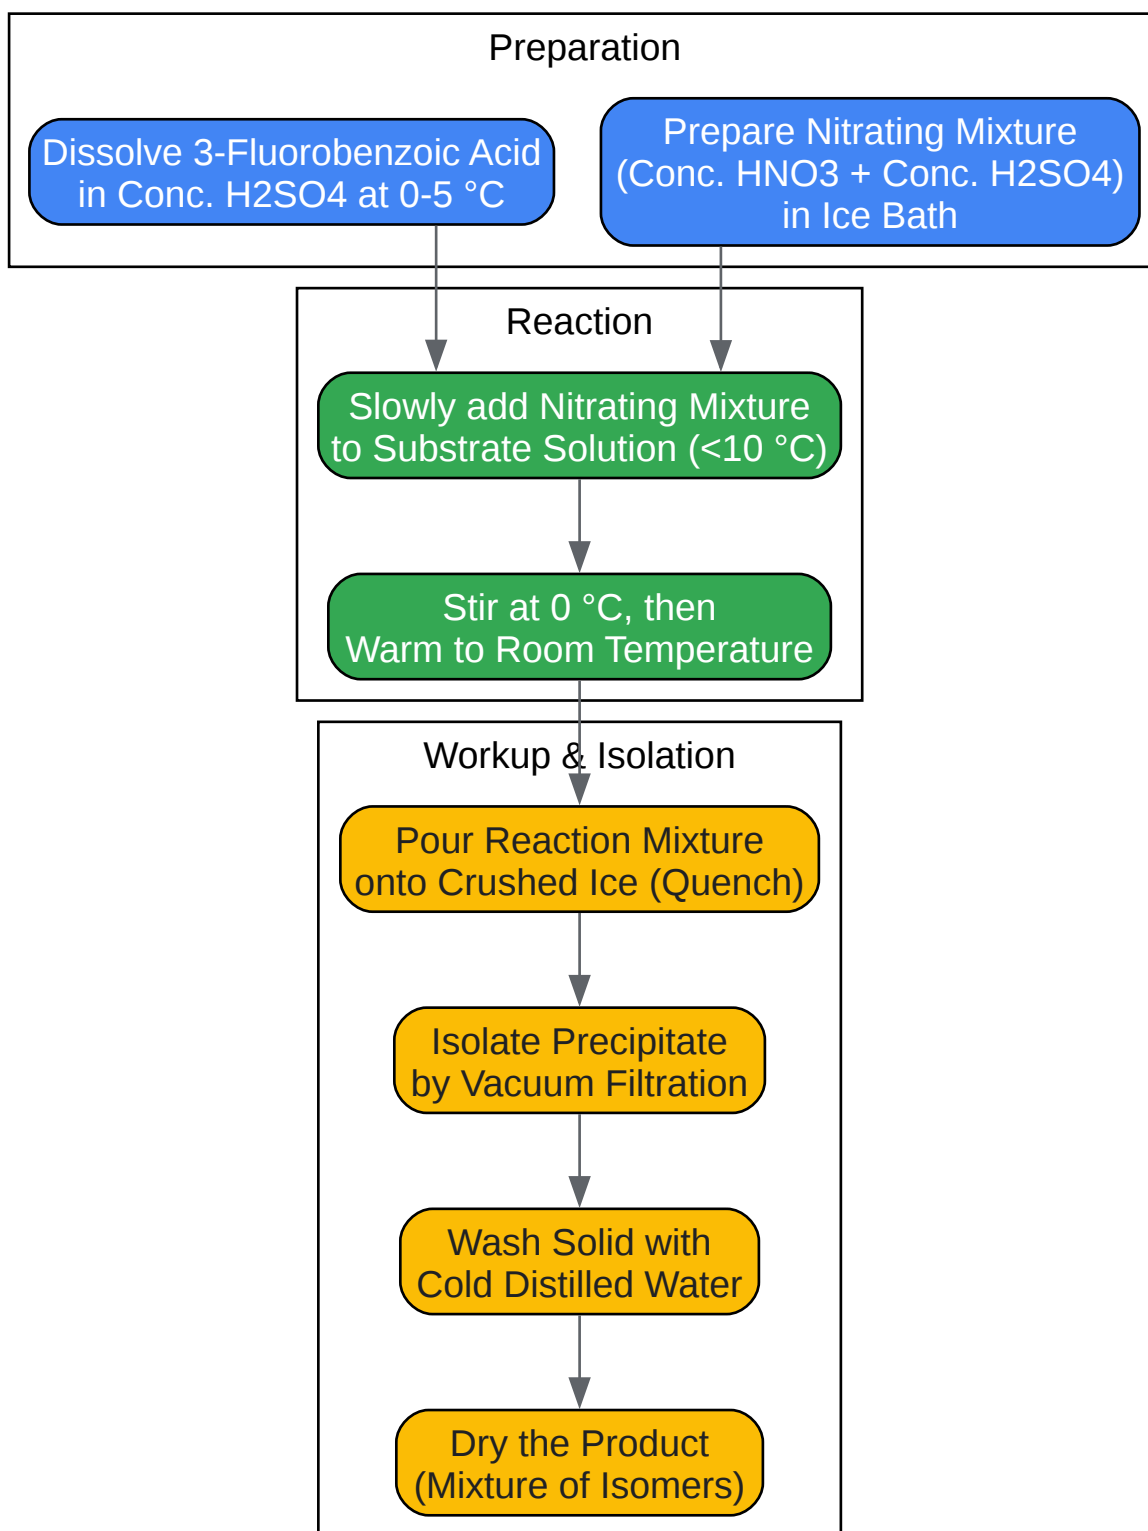 Preparation
Dissolve 3-Fluorobenzoic Acid
in Conc. H2SO4 at 0-5 °C
Prepare Nitrating Mixture
(Conc. HNO3 + Conc. H2SO4)
in Ice Bath
Reaction
Slowly add Nitrating Mixture
to Substrate Solution (<10 °C)
Stir at 0 °C, then
Warm to Room Temperature
Workup & Isolation
Pour Reaction Mixture
onto Crushed Ice (Quench)
Isolate Precipitate
by Vacuum Filtration
Wash Solid with
Cold Distilled Water
Dry the Product
(Mixture of Isomers)